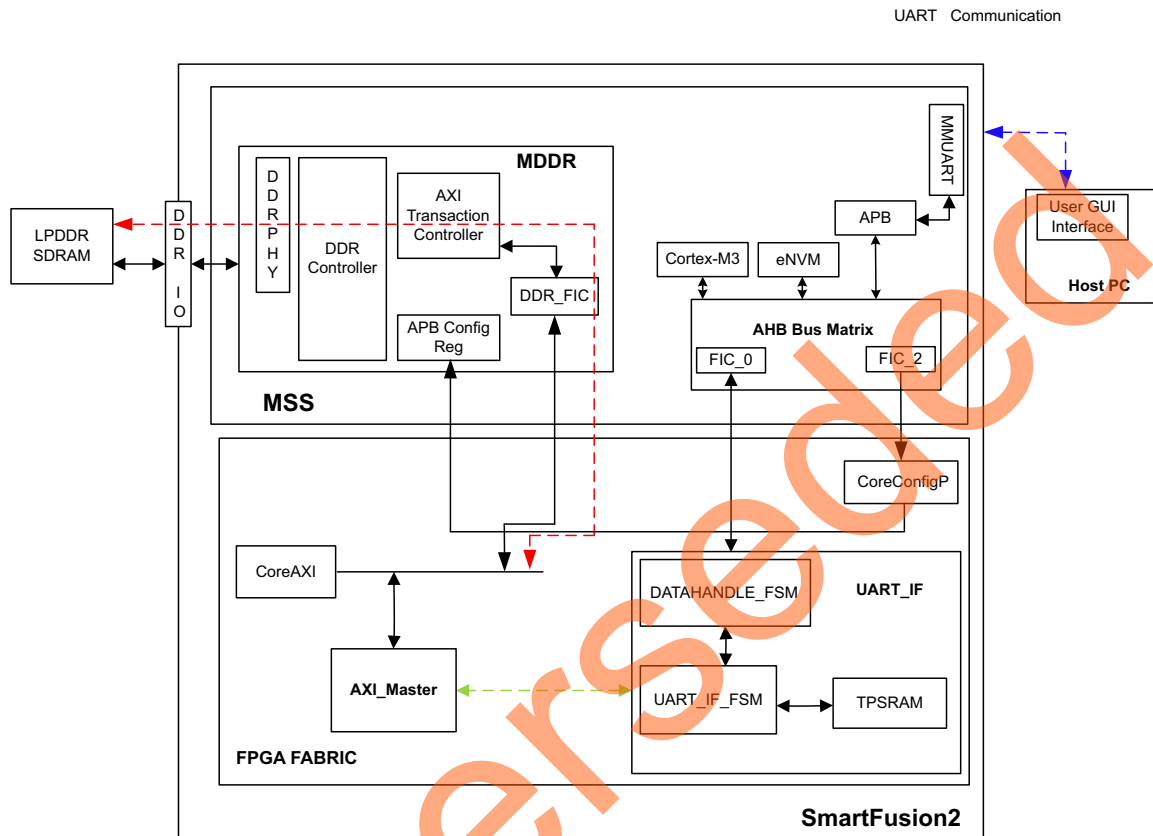 UART Communication
MDDR
D
D
R
P
H
Y
DDR
Controller
AXI
Transaction
Controller
DDR_FIC
APB Config
Reg
MMUART
APB
Cortex-M3
eNVM
AHB Bus Matrix
FIC_0
FIC_2
MSS
LPDDR
SDRAM
D
D
R
IO
User GUI
Interface
Host PC
CoreConfigP
CoreAXI
DATAHANDLE_FSM
UART_IF
AXI_Master
UART_IF_FSM
TPSRAM
FPGA FABRIC
SmartFusion2
erseded